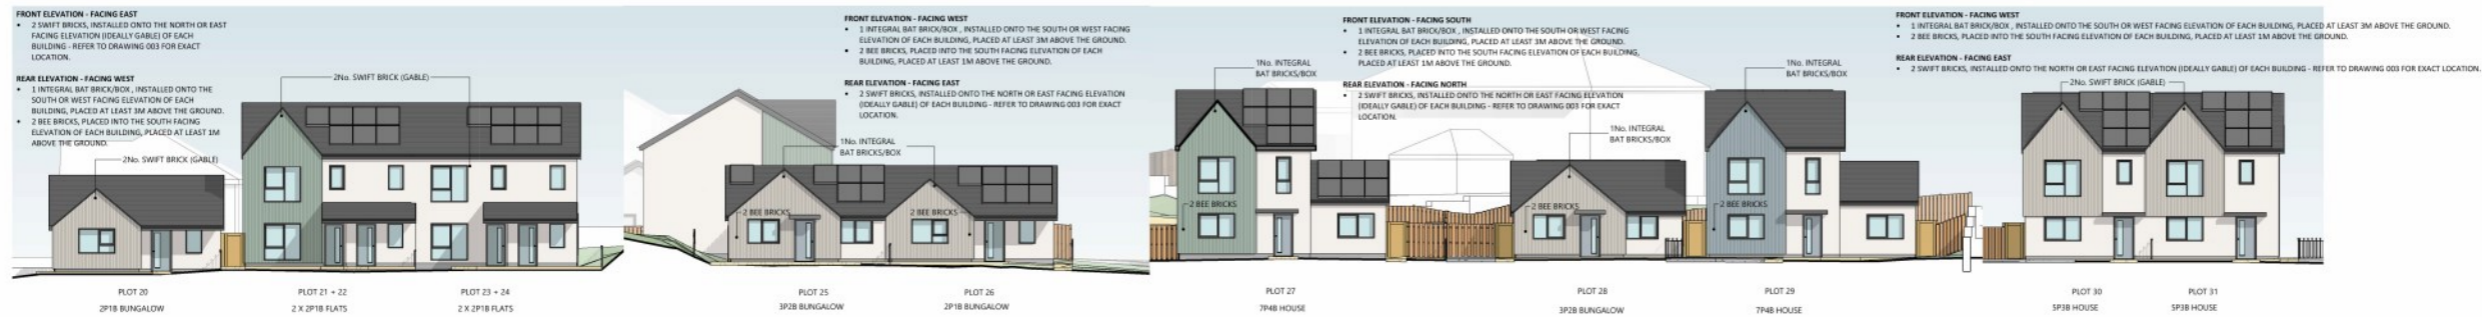 FRONT ELEVATION - FACING EAST
• 2 SWIFT BRICKS, INSTALLED ONTO THE NORTH OR EAST
FACING ELEVATION (IDEALLY GABLE) OF EACH
BUILDING - REFER TO DRAWING 003 FOR EXACT
LOCATION.
REAR ELEVATION - FACING WEST
• 1 INTEGRAL BAT BRICK/BOX , INSTALLED ONTO THE
SOUTH OR WEST FACING ELEVATION OF EACH
BUILDING, PLACED AT LEAST 3M ABOVE THE GROUND.
• 2 BEE BRICKS, PLACED INTO THE SOUTH FACING
ELEVATION OF EACH BUILDING, PLACED AT LEAST 1M
ABOVE THE GROUND.
2No. SWIFT BRICK (GABLE)
2No. SWIFT BRICK (GABLE)
PLOT 20
2P1B BUNGALOW
PLOT 21 + 22
2 X 2P1B FLATS
PLOT 23 + 24
2 X 2P1B FLATS
FRONT ELEVATION - FACING WEST
• 1 INTEGRAL BAT BRICK/BOX , INSTALLED ONTO THE SOUTH OR WEST FACING
ELEVATION OF EACH BUILDING, PLACED AT LEAST 3M ABOVE THE GROUND.
• 2 BEE BRICKS, PLACED INTO THE SOUTH FACING ELEVATION OF EACH
BUILDING, PLACED AT LEAST 1M ABOVE THE GROUND.
REAR ELEVATION - FACING EAST
• 2 SWIFT BRICKS, INSTALLED ONTO THE NORTH OR EAST FACING ELEVATION
(IDEALLY GABLE) OF EACH BUILDING - REFER TO DRAWING 003 FOR EXACT
LOCATION.
1No. INTEGRAL
BAT BRICKS/BOX
2 BEE BRICKS
2 BEE BRICKS
PLOT 25
3P2B BUNGALOW
PLOT 26
2P1B BUNGALOW
FRONT ELEVATION - FACING SOUTH
• 1 INTEGRAL BAT BRICK/BOX , INSTALLED ONTO THE SOUTH OR WEST FACING
ELEVATION OF EACH BUILDING, PLACED AT LEAST 3M ABOVE THE GROUND.
• 2 BEE BRICKS, PLACED INTO THE SOUTH FACING ELEVATION OF EACH BUILDING,
PLACED AT LEAST 1M ABOVE THE GROUND.
REAR ELEVATION - FACING NORTH
• 2 SWIFT BRICKS, INSTALLED ONTO THE NORTH OR EAST FACING ELEVATION
(IDEALLY GABLE) OF EACH BUILDING - REFER TO DRAWING 003 FOR EXACT
LOCATION.
1No. INTEGRAL
BAT BRICKS/BOX
1No. INTEGRAL
BAT BRICKS/BOX
1No. INTEGRAL
BAT BRICKS/BOX
2 BEE BRICKS
2 BEE BRICKS
2 BEE BRICKS
PLOT 27
7P4B HOUSE
PLOT 28
3P2B BUNGALOW
PLOT 29
7P4B HOUSE
FRONT ELEVATION - FACING WEST
• 1 INTEGRAL BAT BRICK/BOX , INSTALLED ONTO THE SOUTH OR WEST FACING ELEVATION OF EACH BUILDING, PLACED AT LEAST 3M ABOVE THE GROUND.
• 2 BEE BRICKS, PLACED INTO THE SOUTH FACING ELEVATION OF EACH BUILDING, PLACED AT LEAST 1M ABOVE THE GROUND.
REAR ELEVATION - FACING EAST
• 2 SWIFT BRICKS, INSTALLED ONTO THE NORTH OR EAST FACING ELEVATION (IDEALLY GABLE) OF EACH BUILDING - REFER TO DRAWING 003 FOR EXACT LOCATION.
2No. SWIFT BRICK (GABLE)
PLOT 30
5P3B HOUSE
PLOT 31
5P3B HOUSE